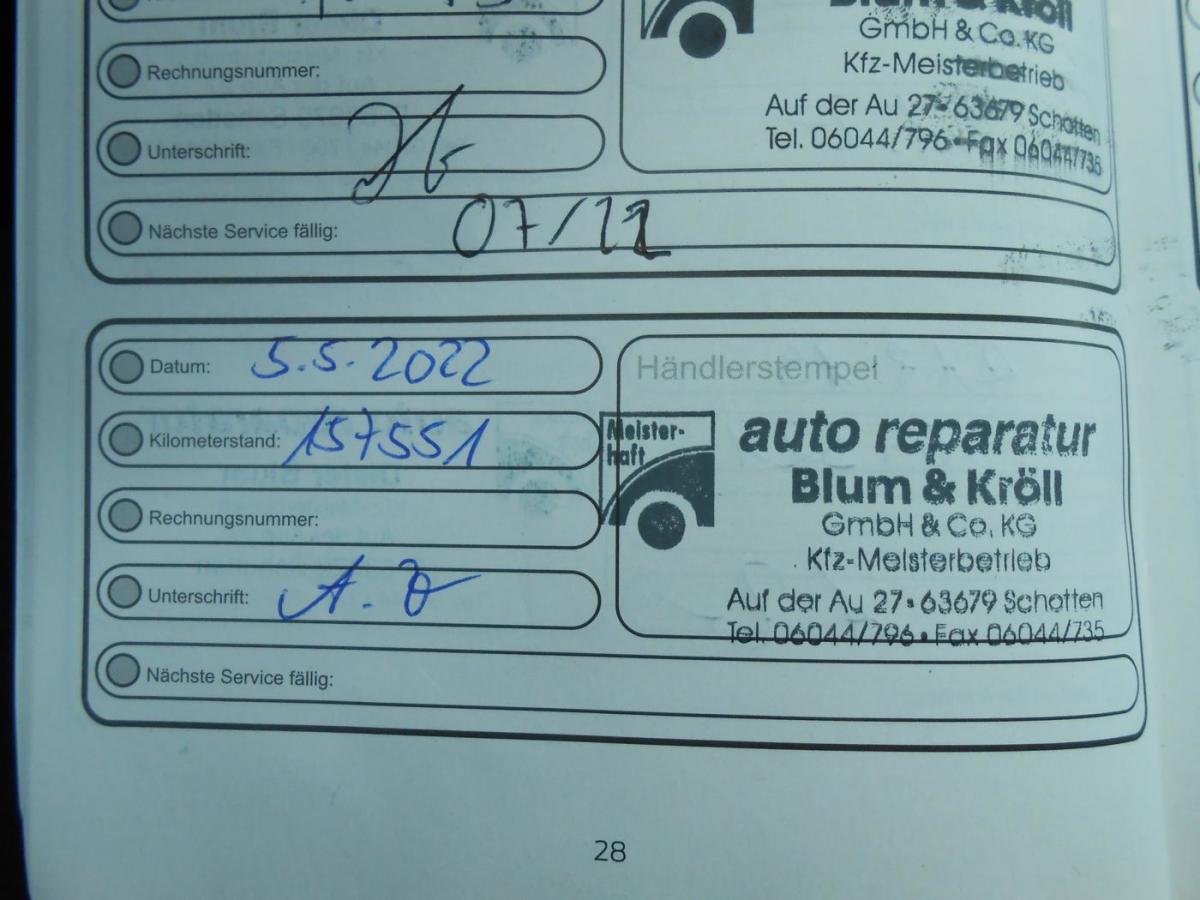 Blum & Kröll
GmbH & Co. KG
Kfz-Meisterbetrieb
Auf der Au 27 - 63679 Schotten
Tel. 06044/796 • Fax 06044/735
Rechnungsnummer:
Unterschrift:
Nächste Service fällig: 07/22
Datum: 5.5.2022
Kilometerstand: 157551
Rechnungsnummer:
Unterschrift:
Nächste Service fällig:
Händlerstempel
Meister-
haft
auto reparatur
Blum & Kröll
GmbH & Co. KG
Kfz-Meisterbetrieb
Auf der Au 27 • 63679 Schotten
Tel. 06044/796 • Fax 06044/735
28